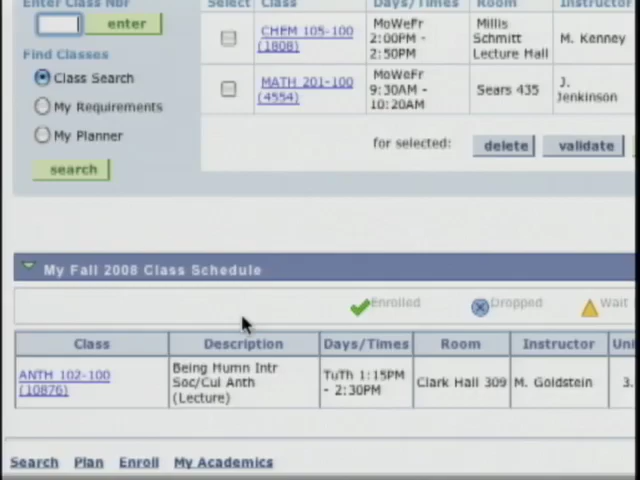 Enter Class Nbr
enter
Find Classes
Class Search
My Requirements
My Planner
search
Select Class Days/Times Room Instructor
CHEM 105-100
(1808)
MoWeFr
2:00PM -
2:50PM
Millis
Schmitt
Lecture Hall
M. Kenney
MATH 201-100
(4554)
MoWeFr
9:30AM -
10:20AM
Sears 435
J.
Jenkinson
for selected: delete validate
My Fall 2008 Class Schedule
Enrolled Dropped Wait
Class Description Days/Times Room Instructor Uni
ANTH 102-100
(10876)
Being Humn Intr
Soc/Cul Anth
(Lecture)
TuTh 1:15PM
- 2:30PM
Clark Hall 309
M. Goldstein
3.
Search Plan Enroll My Academics